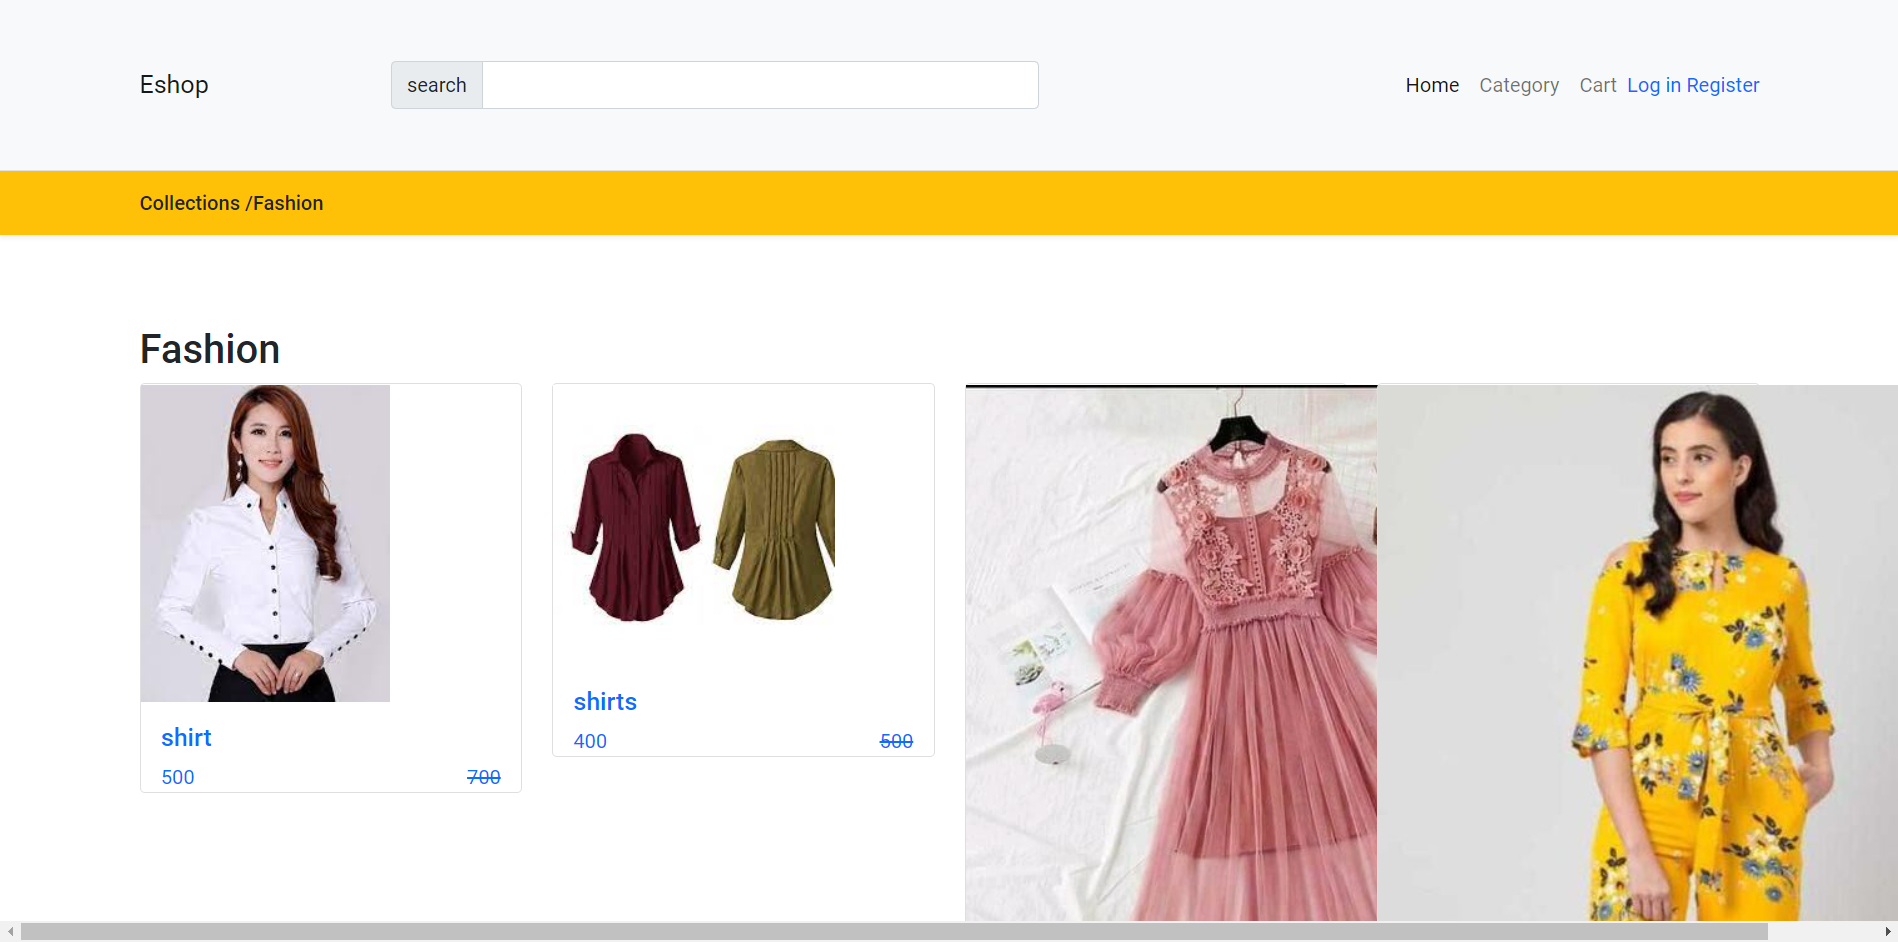 Eshop
search
Home Category Cart Log in Register
Collections /Fashion
Fashion
shirt
500 700
shirts
400 500